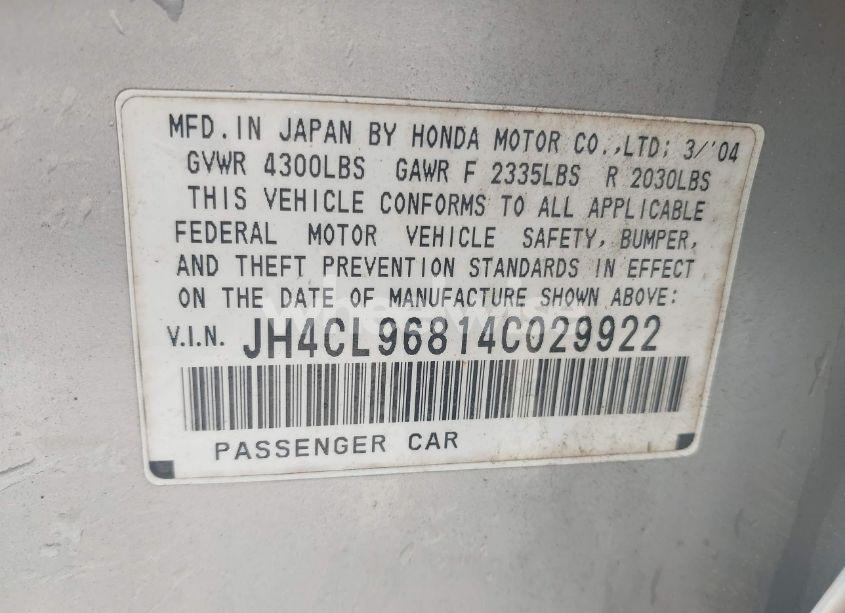 MFD. IN JAPAN BY HONDA MOTOR CO., LTD; 3/'04
GVWR 4300LBS GAWR F 2335LBS R 2030LBS
THIS VEHICLE CONFORMS TO ALL APPLICABLE
FEDERAL MOTOR VEHICLE SAFETY, BUMPER,
AND THEFT PREVENTION STANDARDS IN EFFECT
ON THE DATE OF MANUFACTURE SHOWN ABOVE:
V.I.N. JH4CL96814C029922
PASSENGER CAR